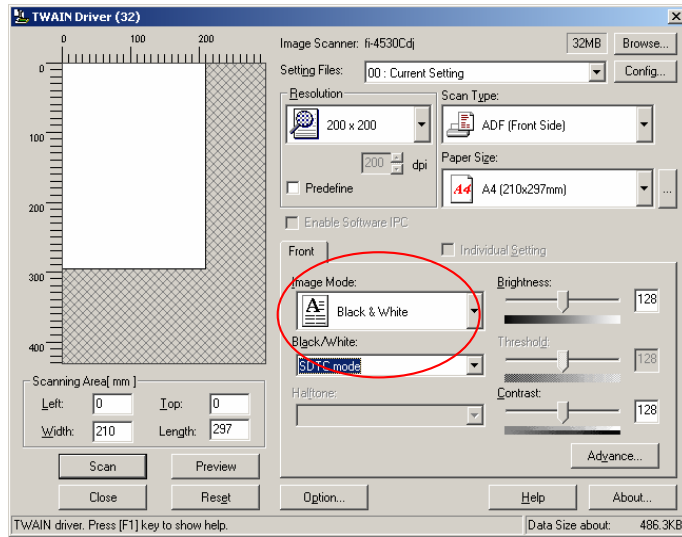 TWAIN Driver (32)
0 100 200
0
100
200
300
400
Image Scanner: fi-4530Cdj 32MB Browse...
Setting Files: 00 : Current Setting Config...
Resolution
200 x 200
200 dpi
Predefine
Scan Type:
ADF (Front Side)
Paper Size:
A4 A4 (210x297mm) ...
Enable Software IPC
Front Individual Setting
Image Mode:
A Black & White
Black/White:
SDTC mode
Halftone:
Brightness:
128
Threshold:
128
Contrast:
128
Advance...
Scanning Area[ mm ]
Left: 0 Top: 0
Width: 210 Length: 297
Scan Preview
Close Reset Option... Help About...
TWAIN driver. Press [F1] key to show help. Data Size about: 486.3KB